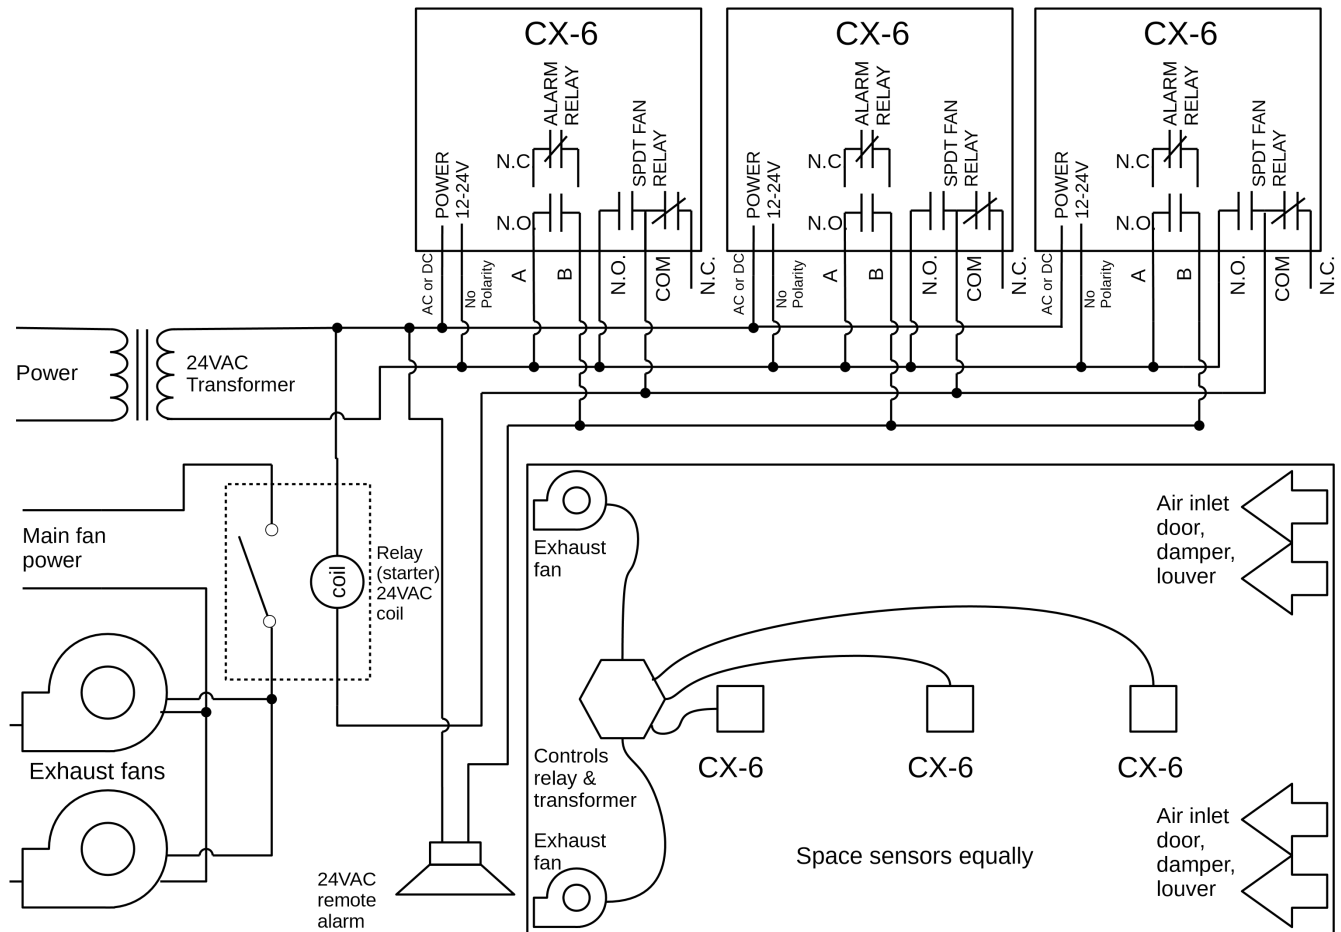 CX-6
ALARM
RELAY
N.C
SPDT FAN
RELAY
POWER
12-24V
N.O.
AC or DC
No
Polarity
A
B
N.O.
COM
N.C.
CX-6
ALARM
RELAY
N.C
SPDT FAN
RELAY
POWER
12-24V
N.O.
AC or DC
No
Polarity
A
B
N.O.
COM
N.C.
CX-6
ALARM
RELAY
N.C
SPDT FAN
RELAY
POWER
12-24V
N.O.
AC or DC
No
Polarity
A
B
N.O.
COM
N.C.
Power
24VAC
Transformer
Main fan
power
coil
Relay
(starter)
24VAC
coil
Exhaust fans
24VAC
remote
alarm
Exhaust
fan
Air inlet
door,
damper,
louver
CX-6
CX-6
CX-6
Controls
relay &
transformer
Exhaust
fan
Space sensors equally
Air inlet
door,
damper,
louver